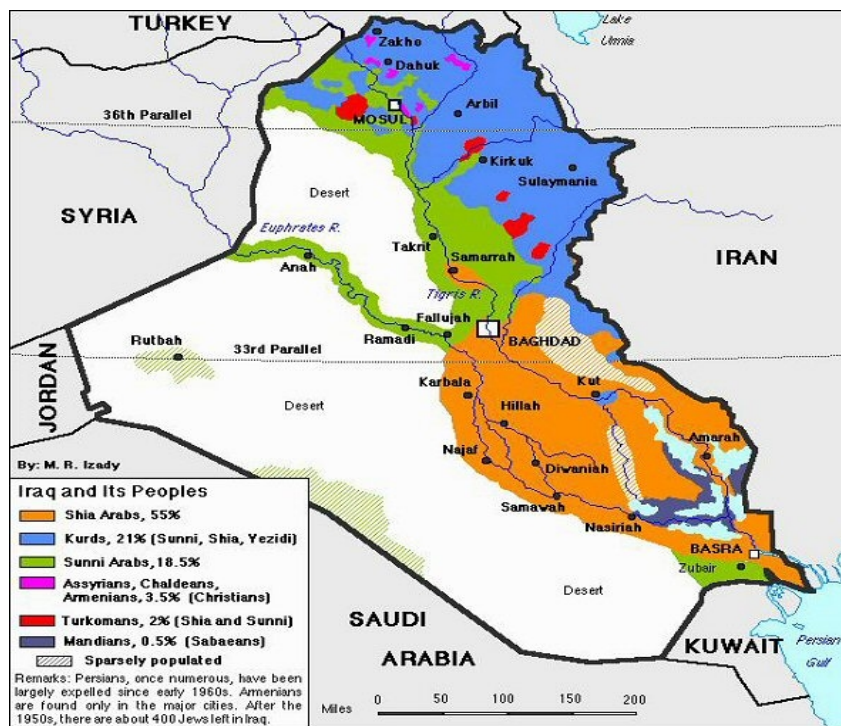 TURKEY
Lake
Urmia
Zakho
Dahuk
Arbil
36th Parallel
MOSUL
Kirkuk
Sulaymania
Desert
SYRIA
Euphrates R.
Takrit
IRAN
Anah
Samarrah
Tigris R.
Fallujah
Rutbah
Ramadi
BAGHDAD
33rd Parallel
JORDAN
Karbala
Kut
Desert
Hillah
Amarah
Najaf
Diwaniah
By: M. R. Izady
Samawah
Nasiriah
BASRA
Zubair
Desert
Iraq and Its Peoples
Shia Arabs, 55%
Kurds, 21% (Sunni, Shia, Yezidi)
Sunni Arabs, 18.5%
Assyrians, Chaldeans,
Armenians, 3.5% (Christians)
Turkomans, 2% (Shia and Sunni)
Mandians, 0.5% (Sabaeans)
Sparsely populated
Remarks: Persians, once numerous, have been
largely expelled since early 1960s. Armenians
are found only in the major cities. After the
1950s, there are about 400 Jews left in Iraq.
SAUDI
ARABIA
KUWAIT
Persian
Gulf
Miles 0 50 100 150 200